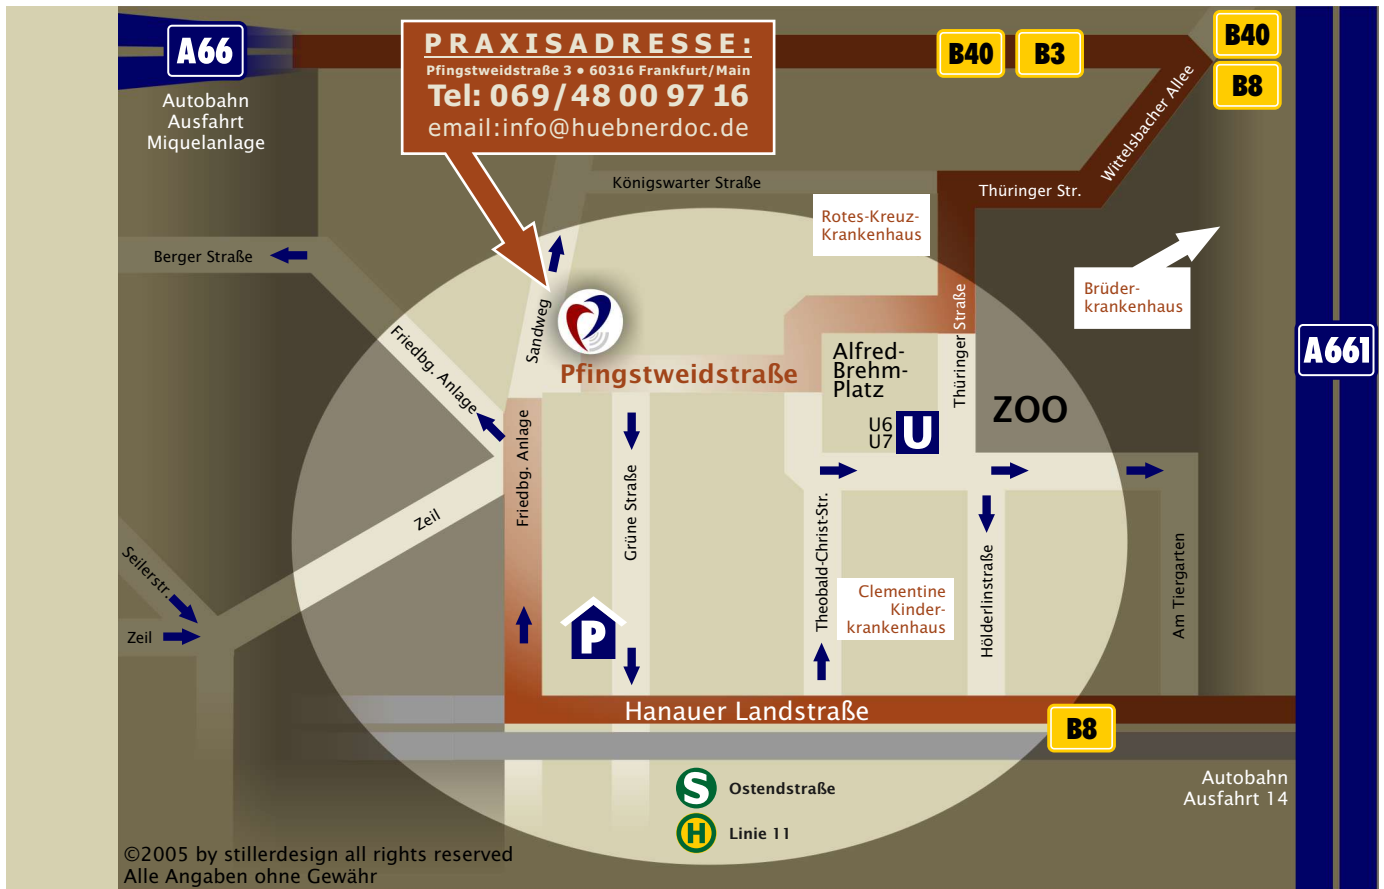 A66
Autobahn
Ausfahrt
Miquelanlage
PRAXISADRESSE:
Pfingstweidstraße 3 • 60316 Frankfurt/Main
Tel: 069/48 00 97 16
email:info@huebnerdoc.de
B40
B3
B40
B8
Wittelsbacher Allee
Königswarter Straße
Thüringer Str.
Rotes-Kreuz-
Krankenhaus
Berger Straße
Brüder-
krankenhaus
Sandweg
Thüringer Straße
A661
Friedbg. Anlage
Pfingstweidstraße
Alfred-
Brehm-
Platz
U6
U7
U
ZOO
Friedbg. Anlage
Grüne Straße
Zeil
Theobald-Christ-Str.
Hölderlinstraße
Am Tiergarten
Seilerstr.
Zeil
Clementine
Kinder-
krankenhaus
P
Hanauer Landstraße
B8
S
Ostendstraße
H
Linie 11
Autobahn
Ausfahrt 14
©2005 by stillerdesign all rights reserved
Alle Angaben ohne Gewähr